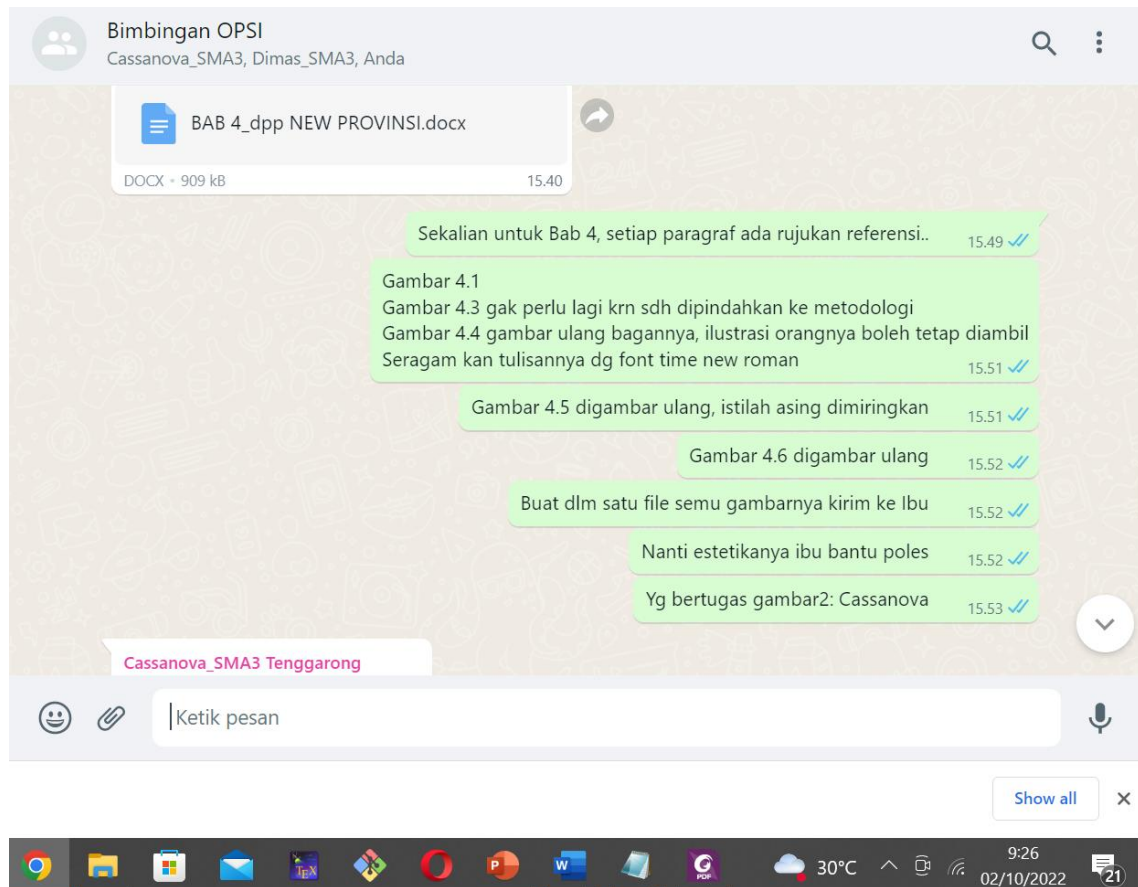 Bimbingan OPSI
Cassanova_SMA3, Dimas_SMA3, Anda
BAB 4_dpp NEW PROVINSI.docx
DOCX • 909 kB 15.40
Sekalian untuk Bab 4, setiap paragraf ada rujukan referensi.. 15.49
Gambar 4.1
Gambar 4.3 gak perlu lagi krn sdh dipindahkan ke metodologi
Gambar 4.4 gambar ulang bagannya, ilustrasi orangnya boleh tetap diambil
Seragam kan tulisannya dg font time new roman 15.51
Gambar 4.5 digambar ulang, istilah asing dimiringkan 15.51
Gambar 4.6 digambar ulang 15.52
Buat dlm satu file semu gambarnya kirim ke Ibu 15.52
Nanti estetikanya ibu bantu poles 15.52
Yg bertugas gambar2: Cassanova 15.53
Cassanova_SMA3 Tenggarong
Ketik pesan
Show all
TEX
P
W
G
PDF
30°C
9:26
02/10/2022
21